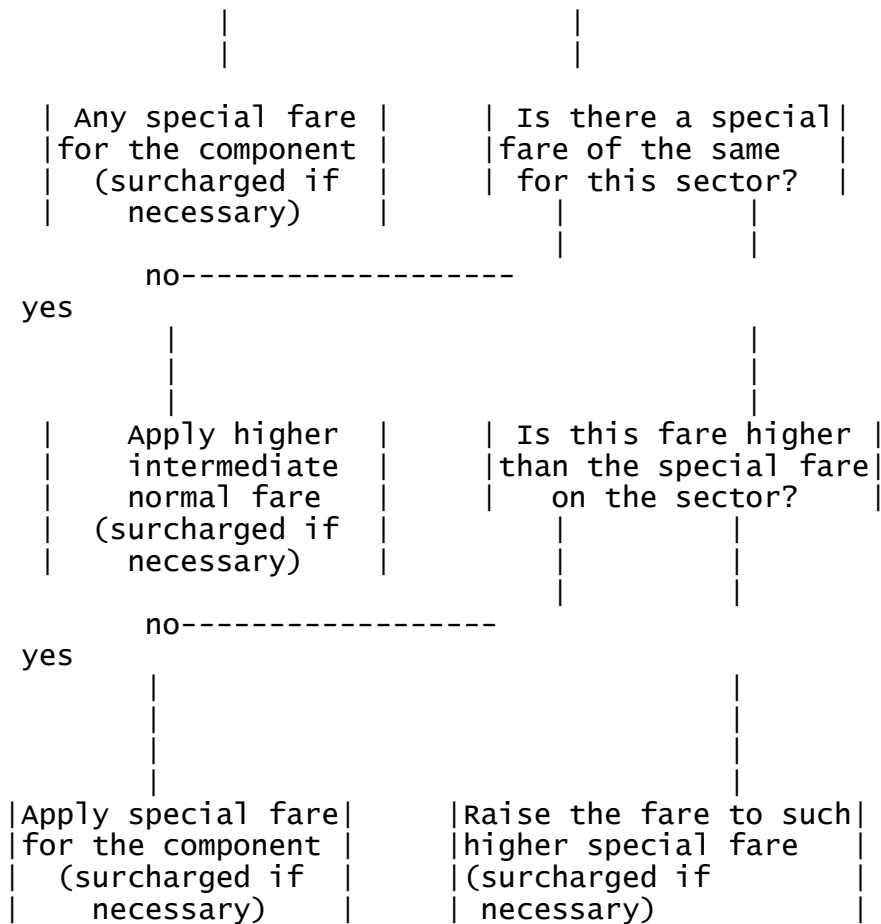 Any special fare
for the component
(surcharged if
necessary)
Is there a special
fare of the same
for this sector?
no-------------------
yes
Apply higher
intermediate
normal fare
(surcharged if
necessary)
Is this fare higher
than the special fare
on the sector?
no------------------
yes
Apply special fare
for the component
(surcharged if
necessary)
Raise the fare to such
higher special fare
(surcharged if
necessary)